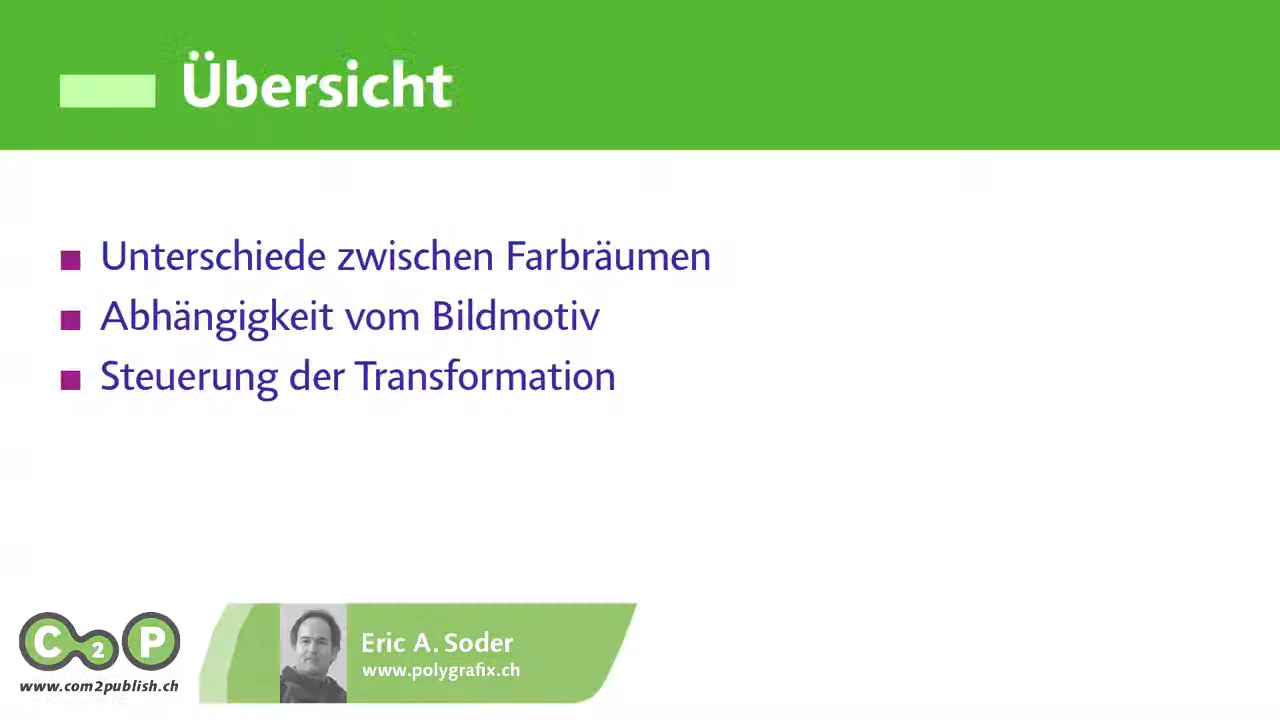 Übersicht
Unterschiede zwischen Farbräumen
Abhängigkeit vom Bildmotiv
Steuerung der Transformation
C2P
www.com2publish.ch
Eric A. Soder
www.polygrafix.ch